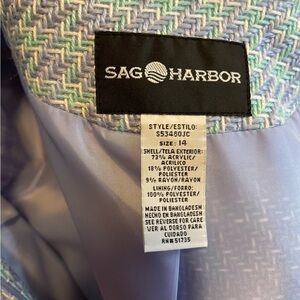 SAG HARBOR
STYLE/ESTILO:
S53480JC
SIZE: 14
SHELL/TELA EXTERIOR:
73% ACRYLIC/
ACRILICO
18% POLYESTER/
POLIESTER
9% RAYON/RAYON
LINING/FORRO:
100% POLYESTER/
POLIESTER
MADE IN BANGLADESH
HECHO EN BANGLADESH
SEE REVERSE FOR CARE
VER AL DORSO PARA
CUIDADO
RN#51735